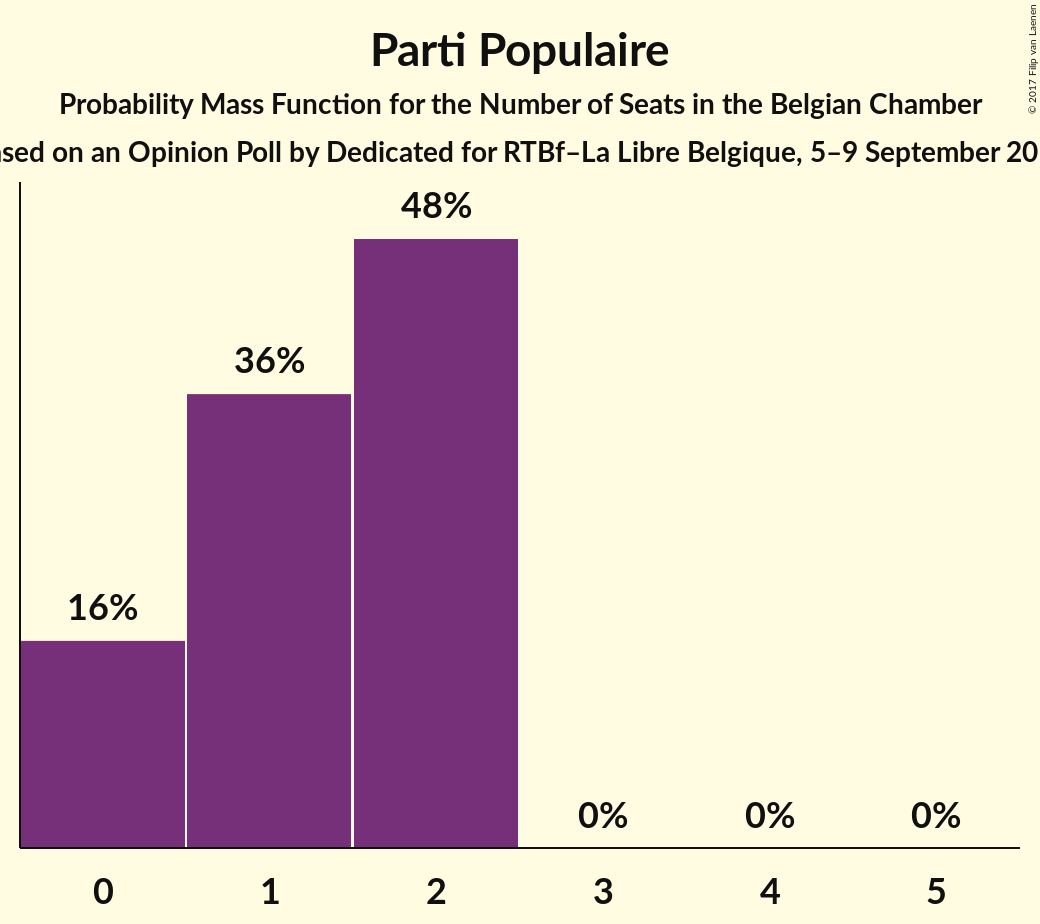 Parti Populaire
Probability Mass Function for the Number of Seats in the Belgian Chamber
on an Opinion Poll by Dedicated for RTBf–La Libre Belgique, 5–9 September
48%
36%
16%
0% 0% 0%
0 1 2 3 4 5
© 2017 Filip van Laenen